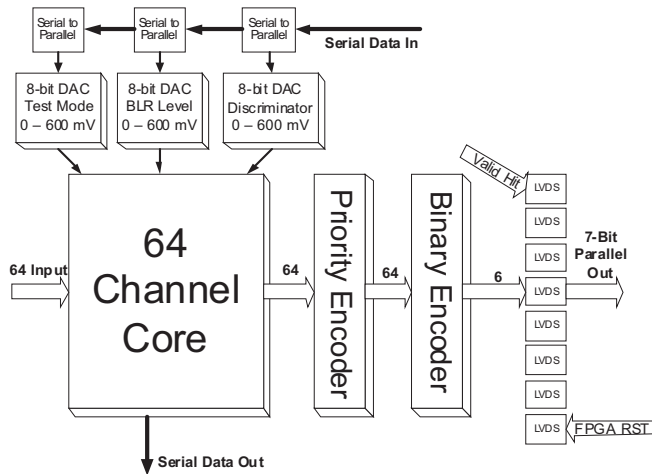 Serial to
Parallel
Serial to
Parallel
Serial to
Parallel
Serial Data In
8-bit DAC
Test Mode
0 – 600 mV
8-bit DAC
BLR Level
0 – 600 mV
8-bit DAC
Discriminator
0 – 600 mV
64 Input
64
Channel
Core
64
Priority Encoder
64
Binary Encoder
6
Valid Hit
LVDS
LVDS
LVDS
LVDS
LVDS
LVDS
LVDS
LVDS
7-Bit
Parallel
Out
FPGA RST
Serial Data Out